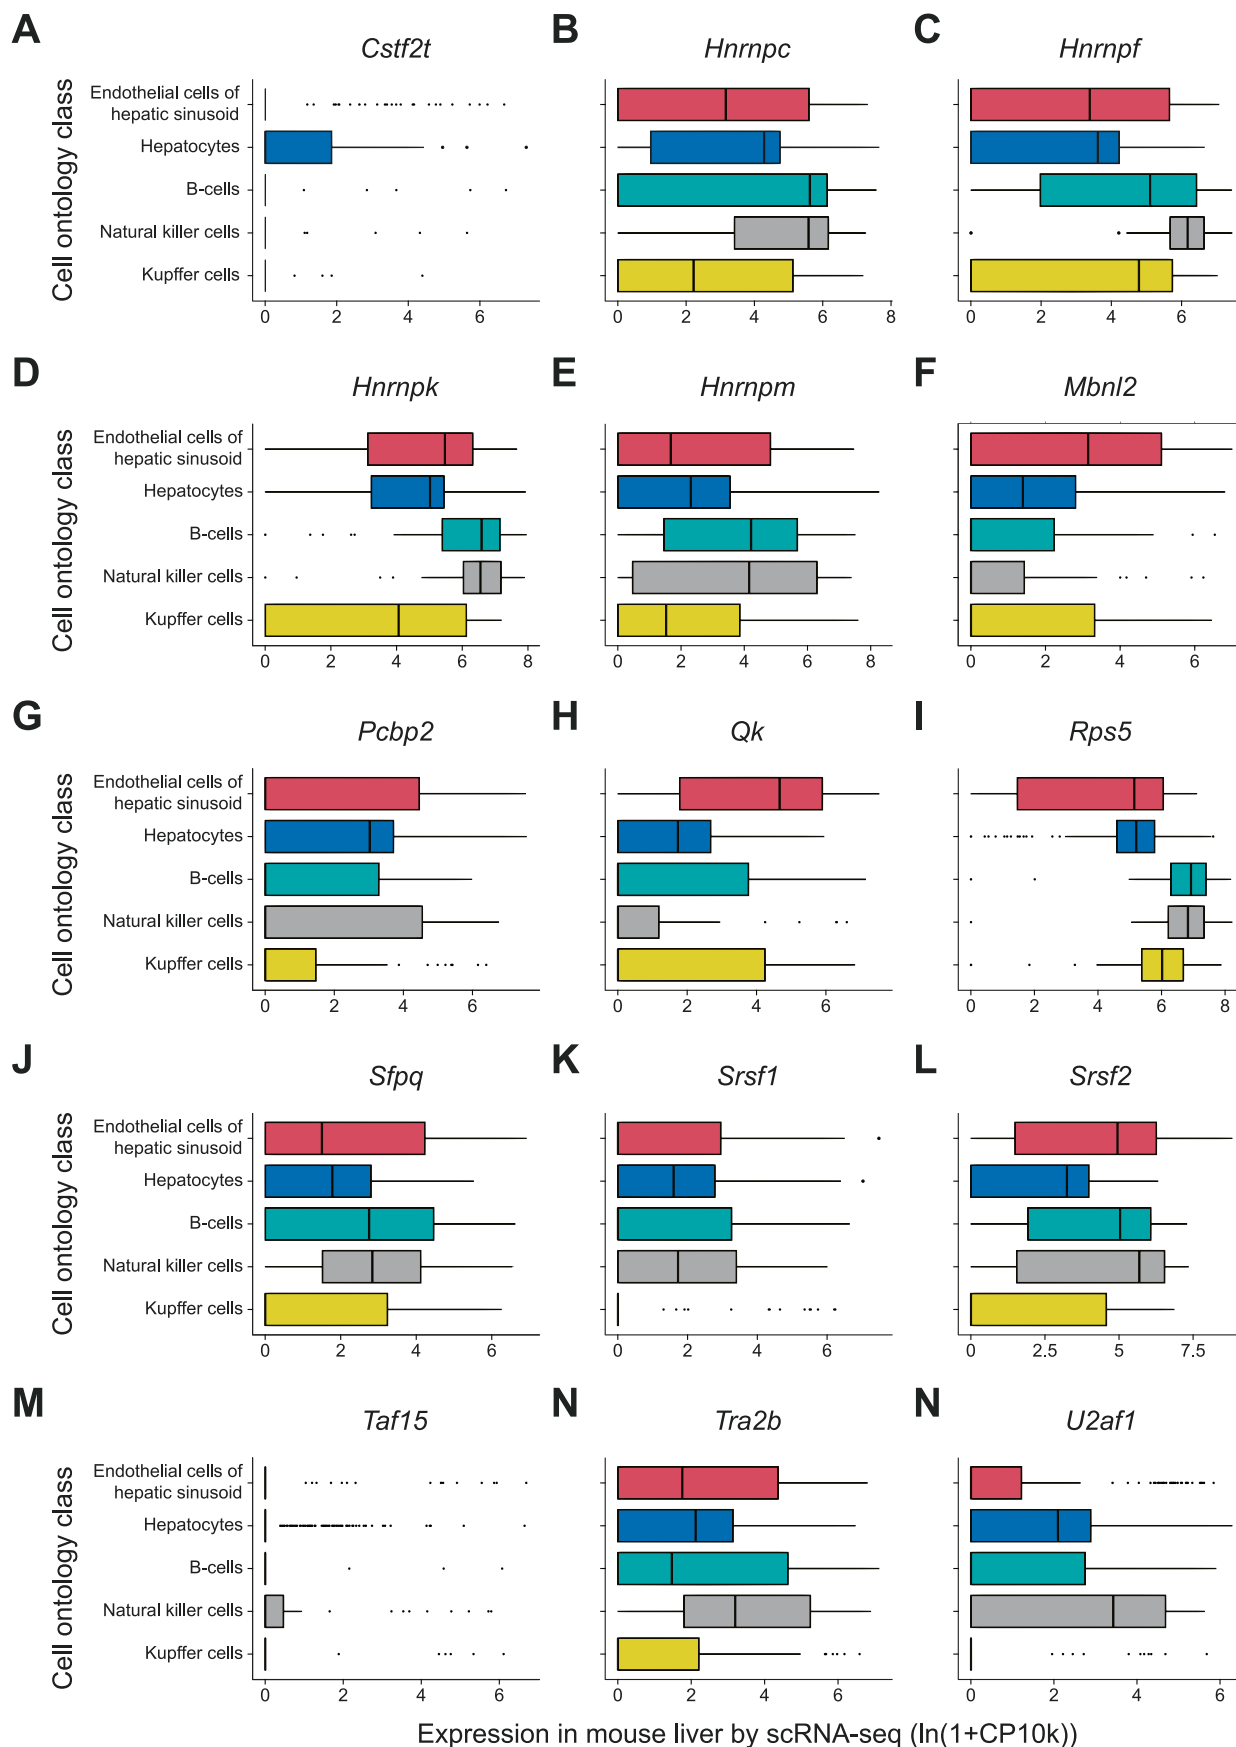 A
Cstf2t
B
Hnrnpc
C
Hnrnpf
Cell ontology class
Endothelial cells of
hepatic sinusoid
Hepatocytes
B-cells
Natural killer cells
Kupffer cells
0 2 4 6
0 2 4 6 8
0 2 4 6
D
Hnrnpk
E
Hnrnpm
F
Mbnl2
Cell ontology class
Endothelial cells of
hepatic sinusoid
Hepatocytes
B-cells
Natural killer cells
Kupffer cells
0 2 4 6 8
0 2 4 6 8
0 2 4 6
G
Pcbp2
H
Qk
I
Rps5
Cell ontology class
Endothelial cells of
hepatic sinusoid
Hepatocytes
B-cells
Natural killer cells
Kupffer cells
0 2 4 6
0 2 4 6
0 2 4 6 8
J
Sfpq
K
Srsf1
L
Srsf2
Cell ontology class
Endothelial cells of
hepatic sinusoid
Hepatocytes
B-cells
Natural killer cells
Kupffer cells
0 2 4 6
0 2 4 6
0 2.5 5 7.5
M
Taf15
N
Tra2b
N
U2af1
Cell ontology class
Endothelial cells of
hepatic sinusoid
Hepatocytes
B-cells
Natural killer cells
Kupffer cells
0 2 4 6
0 2 4 6
0 2 4 6
Expression in mouse liver by scRNA-seq (ln(1+CP10k))